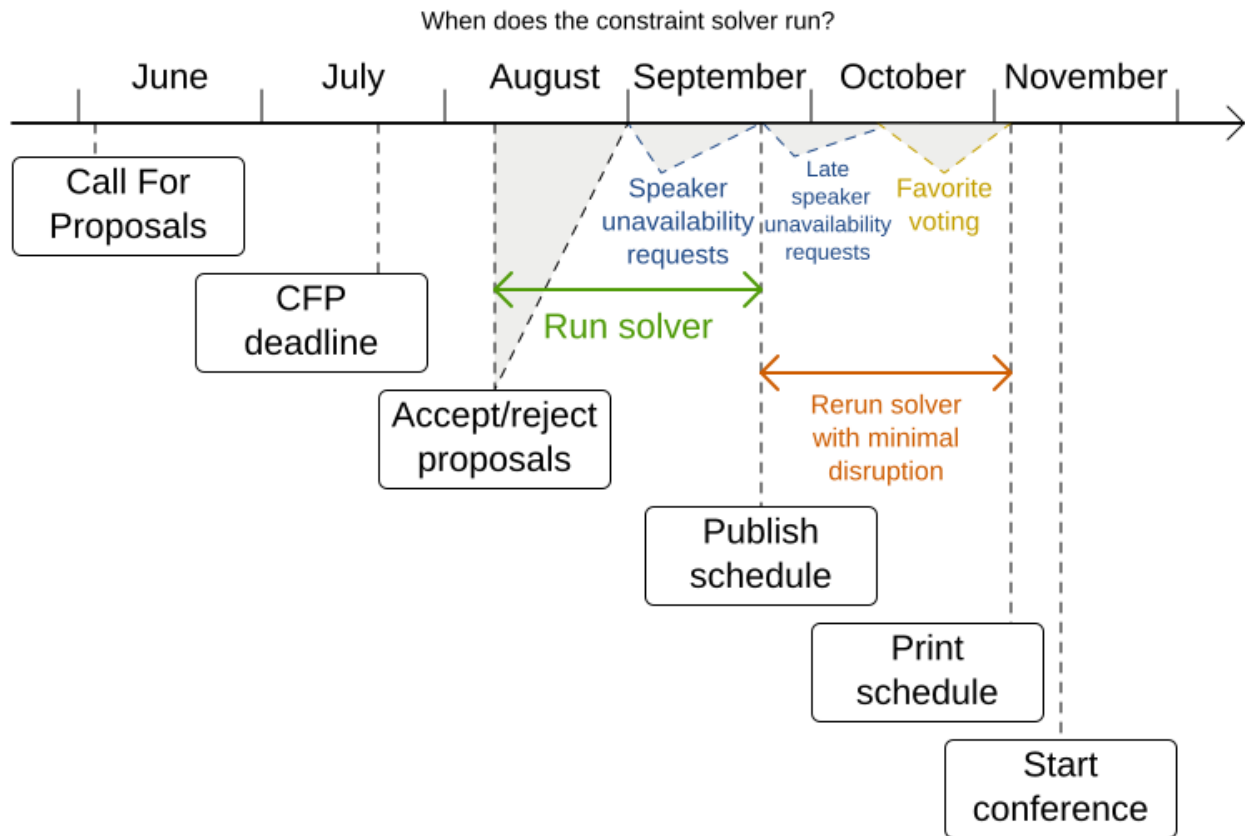 When does the constraint solver run?
June July August September October November
Call For
Proposals
CFP
deadline
Accept/reject
proposals
Speaker
unavailability
requests
Late
speaker
unavailability
requests
Favorite
voting
Run solver
Rerun solver
with minimal
disruption
Publish
schedule
Print
schedule
Start
conference